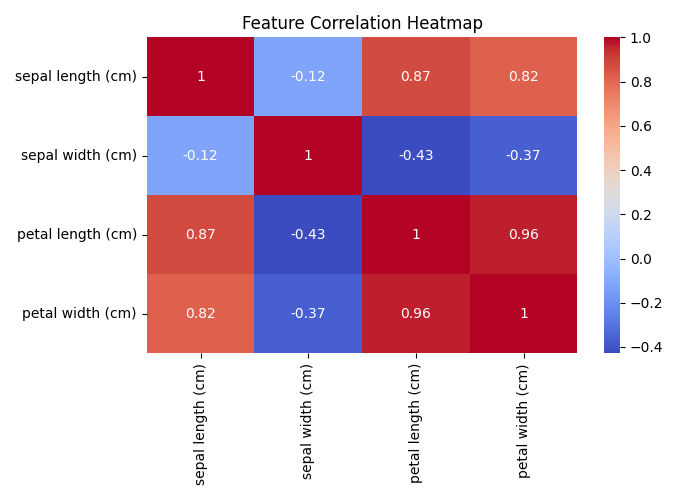 Feature Correlation Heatmap
sepal length (cm) 1 -0.12 0.87 0.82
sepal width (cm) -0.12 1 -0.43 -0.37
petal length (cm) 0.87 -0.43 1 0.96
petal width (cm) 0.82 -0.37 0.96 1
sepal length (cm)
sepal width (cm)
petal length (cm)
petal width (cm)
1.0
0.8
0.6
0.4
0.2
0.0
−0.2
−0.4